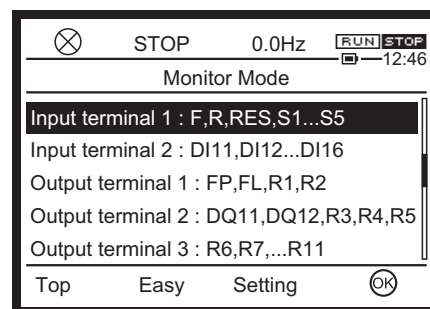 STOP 0.0Hz RUN STOP
12:46
Monitor Mode
Input terminal 1 : F,R,RES,S1...S5
Input terminal 2 : DI11,DI12...DI16
Output terminal 1 : FP,FL,R1,R2
Output terminal 2 : DQ11,DQ12,R3,R4,R5
Output terminal 3 : R6,R7,...R11
Top Easy Setting OK